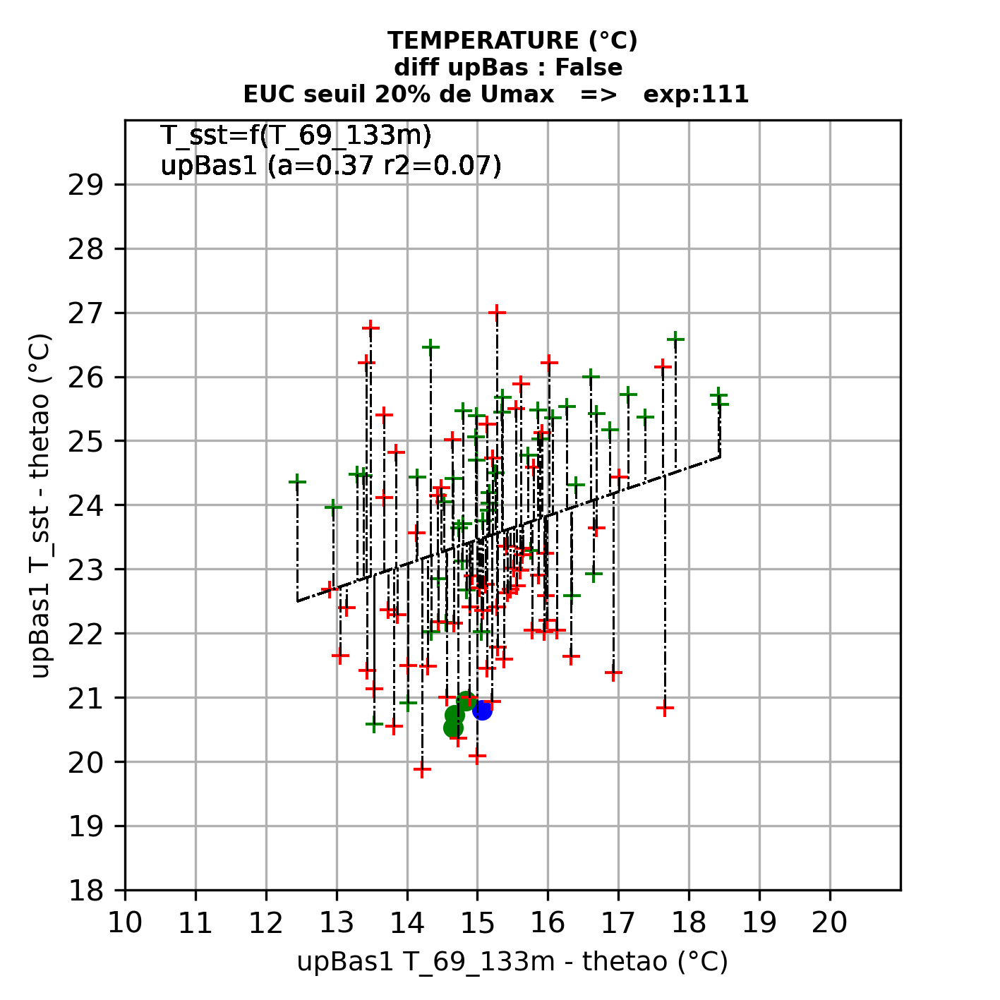 TEMPERATURE (°C)
diff upBas : False
EUC seuil 20% de Umax   =>   exp:111
T_sst=f(T_69_133m)
upBas1 (a=0.37 r2=0.07)
29
28
27
26
25
24
23
22
21
20
19
18
upBas1 T_sst - thetao (°C)
10 11 12 13 14 15 16 17 18 19 20
upBas1 T_69_133m - thetao (°C)